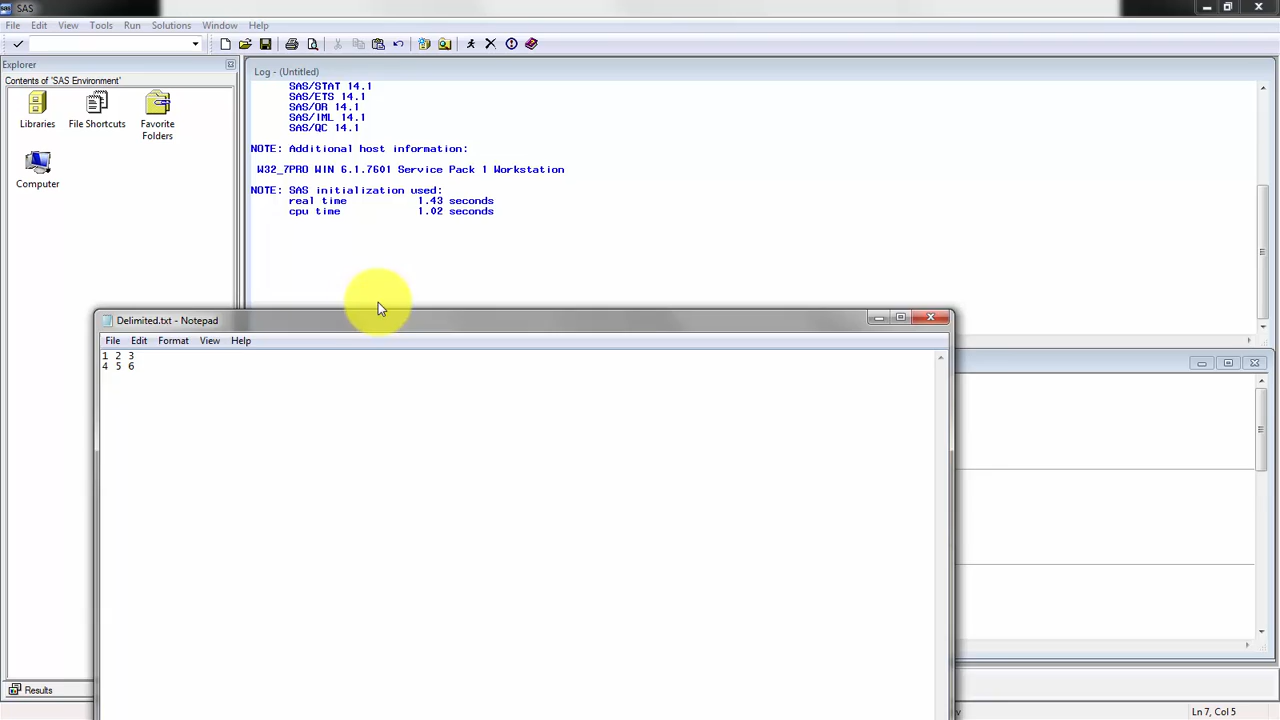 SAS
File Edit View Tools Run Solutions Window Help
Explorer
Contents of 'SAS Environment'
Libraries
File Shortcuts
Favorite
Folders
Computer
Results
Log - (Untitled)
SAS/STAT 14.1
SAS/ETS 14.1
SAS/OR 14.1
SAS/IML 14.1
SAS/QC 14.1
NOTE: Additional host information:
W32_7PRO WIN 6.1.7601 Service Pack 1 Workstation
NOTE: SAS initialization used:
real time 1.43 seconds
cpu time 1.02 seconds
Delimited.txt - Notepad
File Edit Format View Help
1 2 3
4 5 6
Ln 7, Col 5